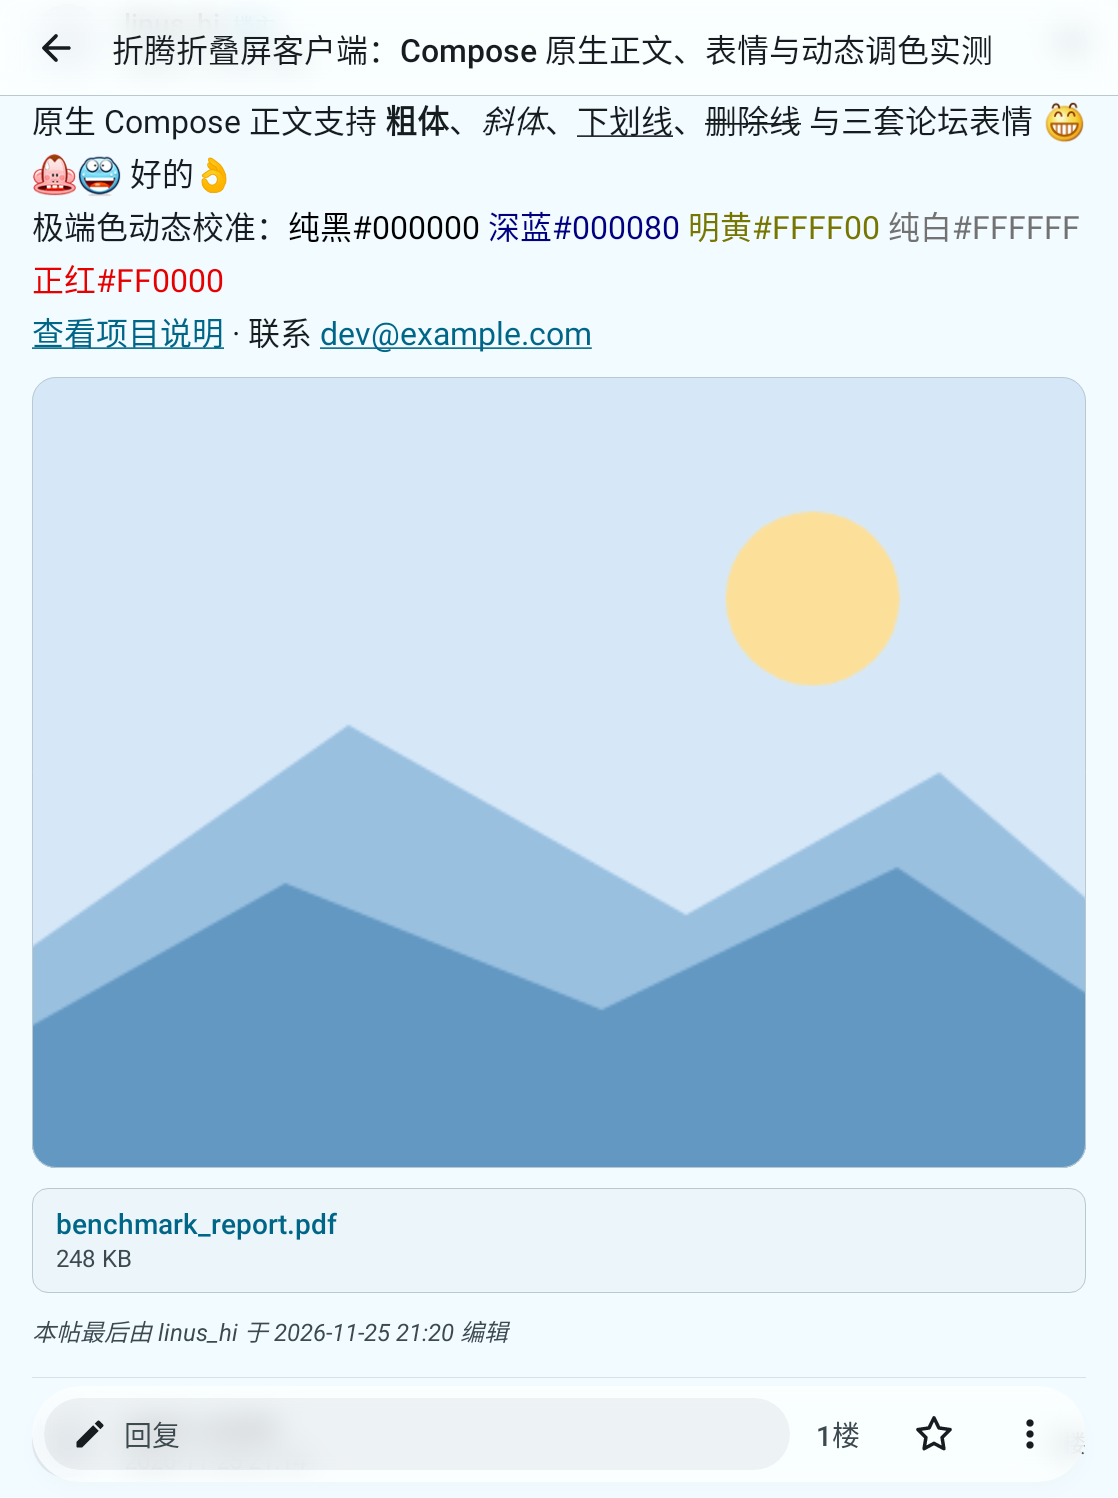 折腾折叠屏客户端：Compose 原生正文、表情与动态调色实测
原生 Compose 正文支持 粗体、斜体、下划线、删除线 与三套论坛表情 😁
好的👌
极端色动态校准：纯黑#000000 深蓝#000080 明黄#FFFF00 纯白#FFFFFF
正红#FF0000
查看项目说明 · 联系 dev@example.com
benchmark_report.pdf
248 KB
本帖最后由 linus_hi 于 2026-11-25 21:20 编辑
回复
1楼